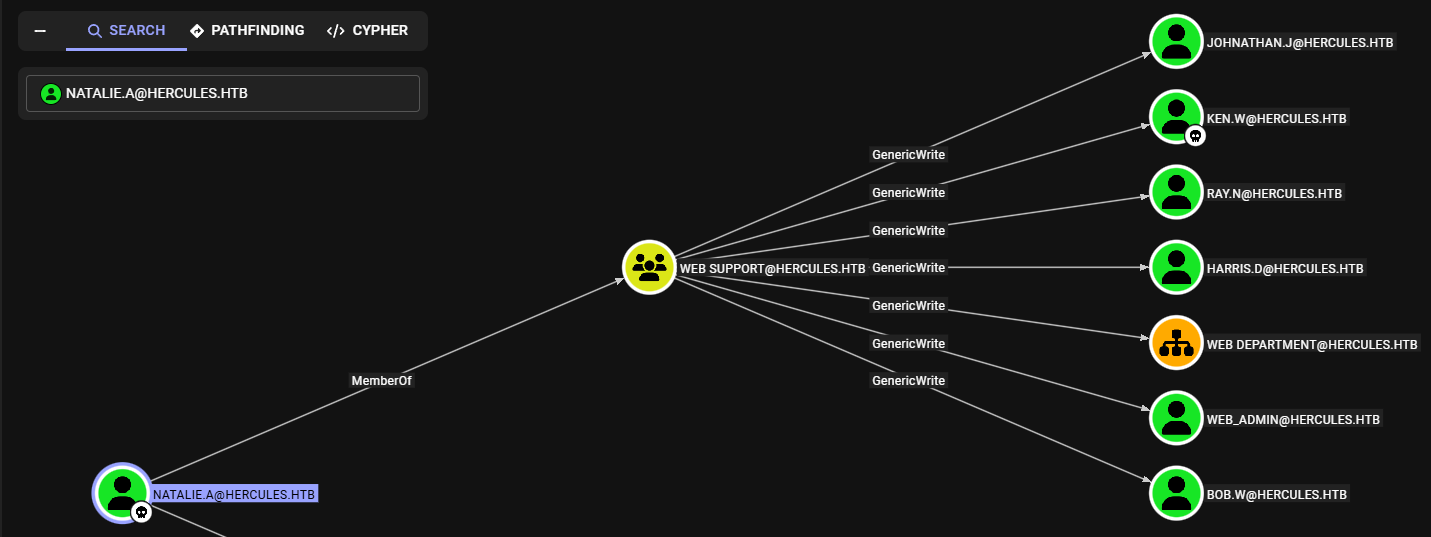 SEARCH
PATHFINDING
</> CYPHER
NATALIE.A@HERCULES.HTB
JOHNATHAN.J@HERCULES.HTB
KEN.W@HERCULES.HTB
GenericWrite
GenericWrite
RAY.N@HERCULES.HTB
GenericWrite
WEB SUPPORT@HERCULES.HTB
GenericWrite
HARRIS.D@HERCULES.HTB
GenericWrite
WEB DEPARTMENT@HERCULES.HTB
GenericWrite
MemberOf
GenericWrite
WEB_ADMIN@HERCULES.HTB
NATALIE.A@HERCULES.HTB
BOB.W@HERCULES.HTB